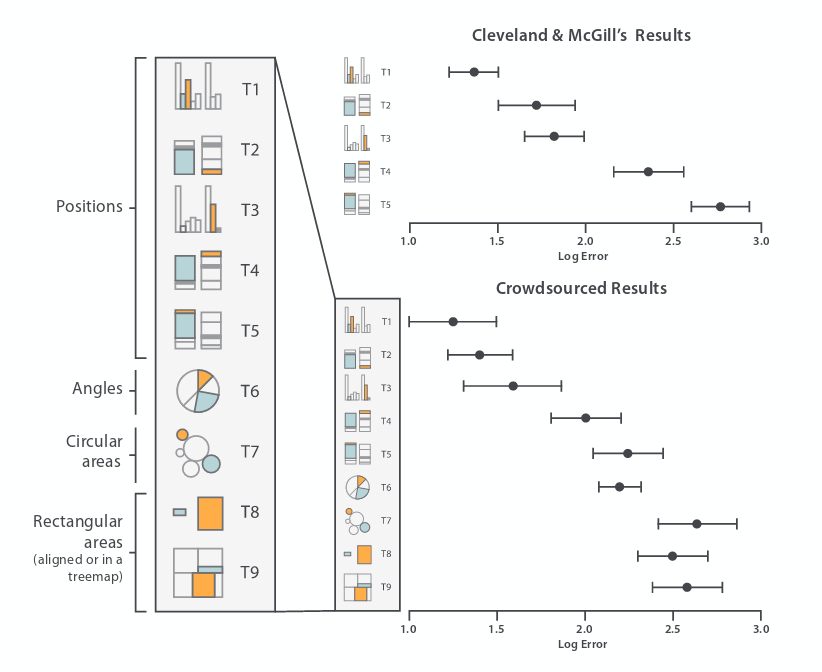 Cleveland & McGill's Results
T1
T2
T3
T4
T5
1.0 1.5 2.0 2.5 3.0
Log Error
Positions
T1
T2
T3
T4
T5
Angles
T6
Circular
areas
T7
Rectangular
areas
(aligned or in a
treemap)
T8
T9
Crowdsourced Results
T1
T2
T3
T4
T5
T6
T7
T8
T9
1.0 1.5 2.0 2.5 3.0
Log Error